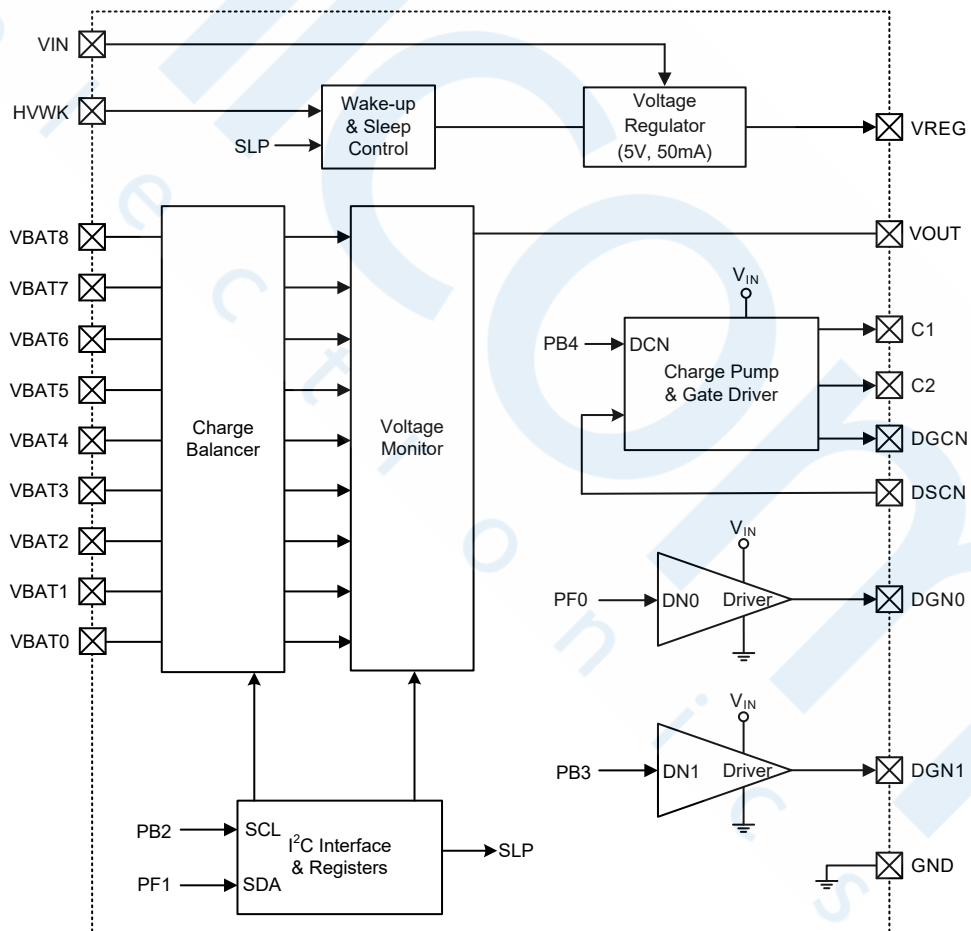 VIN
HVWK
SLP
Wake-up
& Sleep
Control
Voltage
Regulator
(5V, 50mA)
VREG
VBAT8
VBAT7
VBAT6
VBAT5
VBAT4
VBAT3
VBAT2
VBAT1
VBAT0
Charge
Balancer
Voltage
Monitor
VOUT
VIN
PB4
DCN
Charge Pump
& Gate Driver
C1
C2
DGCN
DSCN
VIN
PF0
DN0
Driver
DGN0
VIN
PB3
DN1
Driver
DGN1
PB2
SCL
PF1
SDA
I²C Interface
& Registers
SLP
GND